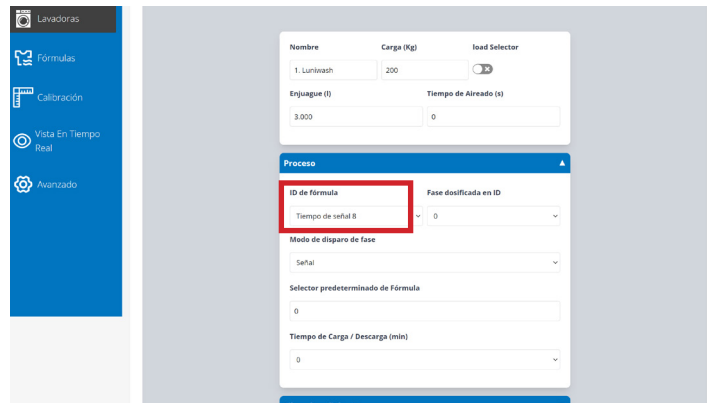 Lavadoras
Fórmulas
Calibración
Vista En Tiempo
Real
Avanzado
Nombre Carga (Kg) load Selector
1. Luniwash 200
Enjuague (l) Tiempo de Aireado (s)
3.000 0
Proceso
ID de fórmula Fase dosificada en ID
Tiempo de señal 8 0
Modo de disparo de fase
Señal
Selector predeterminado de Fórmula
0
Tiempo de Carga / Descarga (min)
0